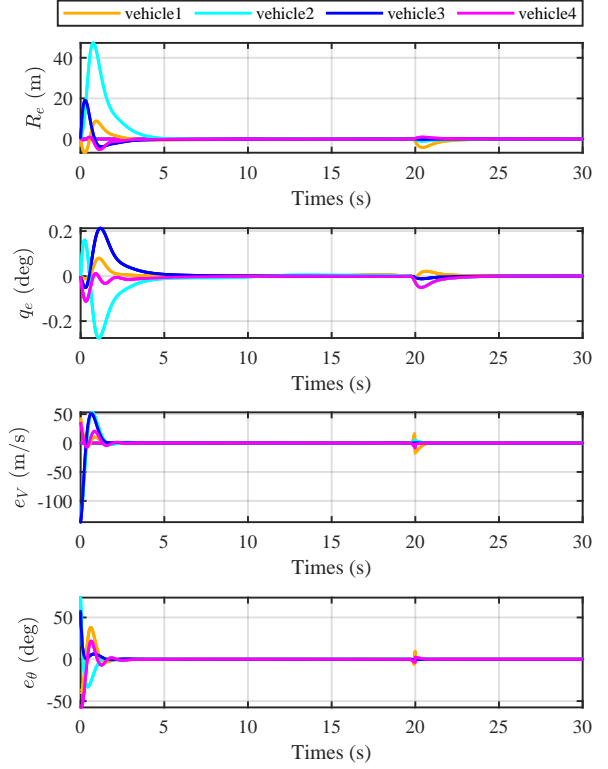 vehicle1 vehicle2 vehicle3 vehicle4
R_e (m)
40
20
0
0 5 10 15 20 25 30
Times (s)
q_e (deg)
0.2
0
-0.2
0 5 10 15 20 25 30
Times (s)
e_V (m/s)
50
0
-50
-100
0 5 10 15 20 25 30
Times (s)
e_θ (deg)
50
0
-50
0 5 10 15 20 25 30
Times (s)